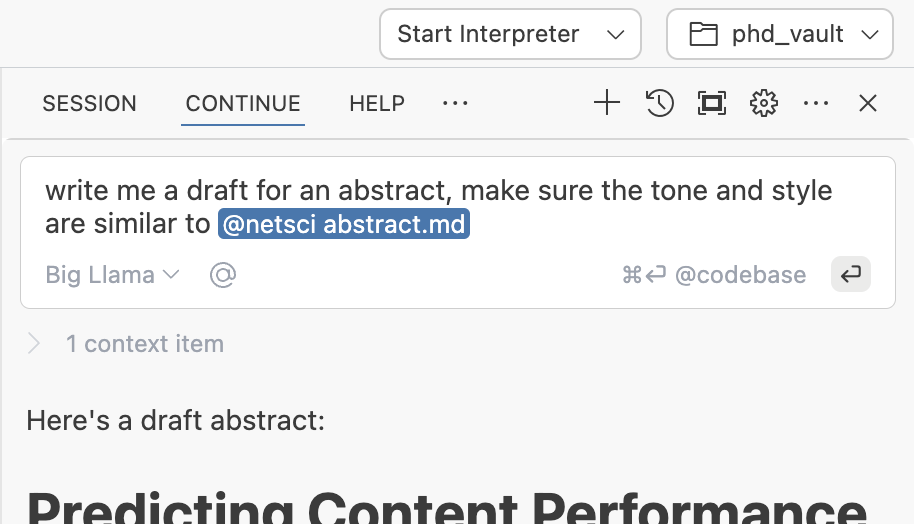 Start Interpreter
phd_vault
SESSION CONTINUE HELP ...
write me a draft for an abstract, make sure the tone and style
are similar to @netsci abstract.md
Big Llama @ ⌘↵ @codebase
1 context item
Here's a draft abstract:
Predicting Content Performance